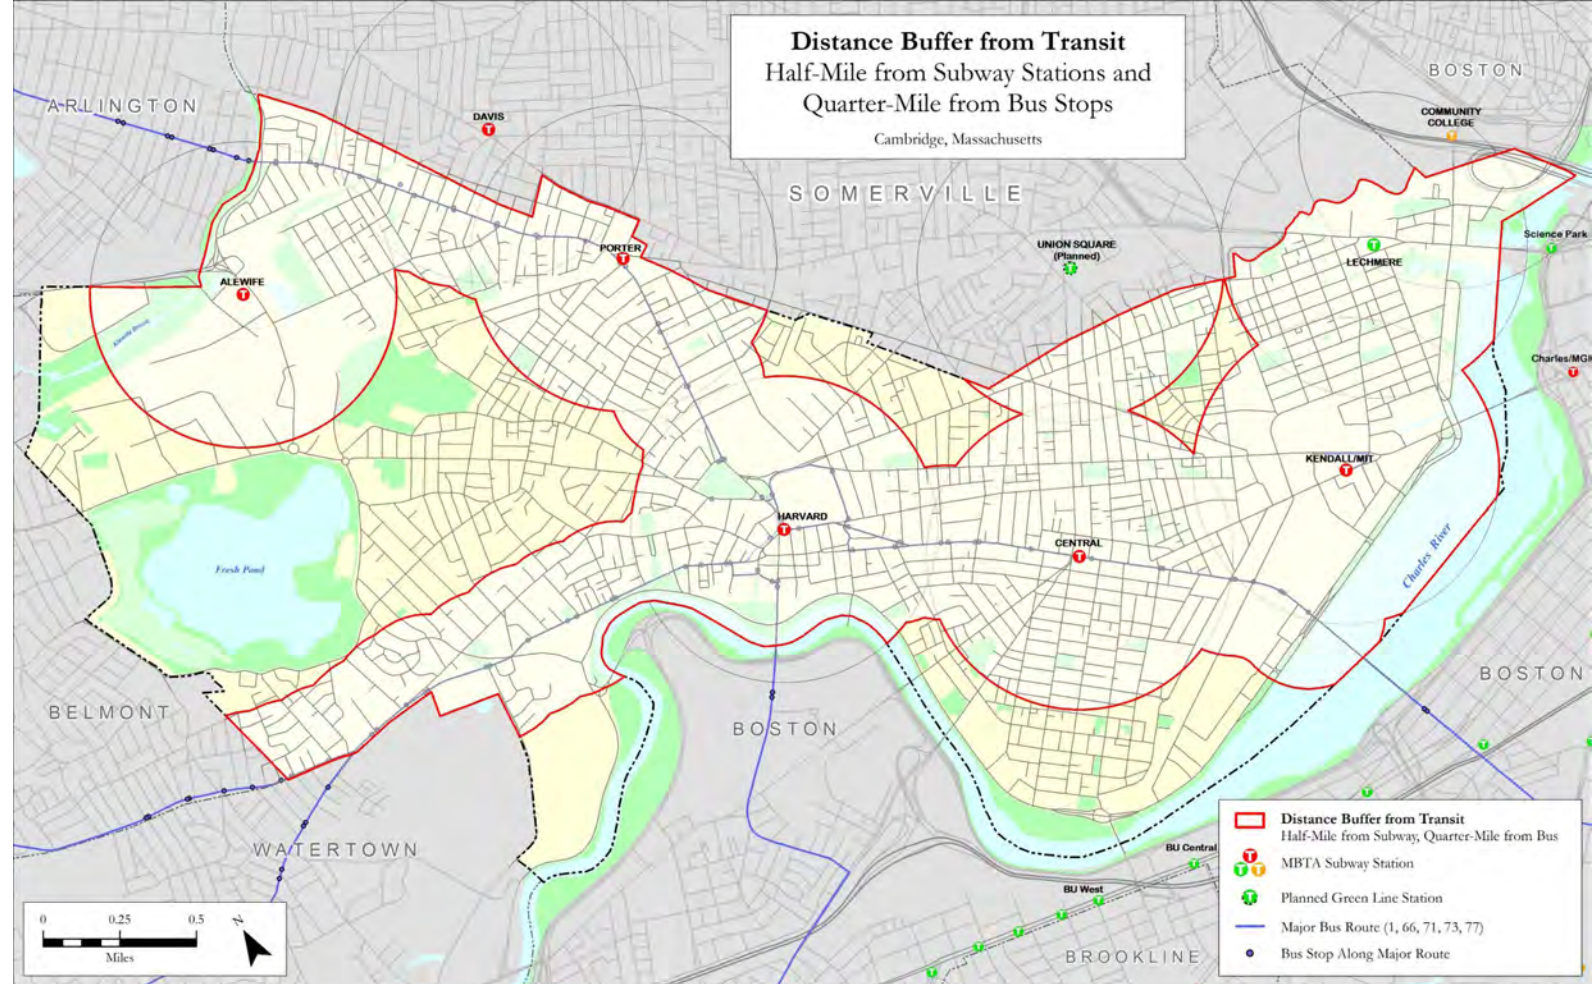 Distance Buffer from Transit
Half-Mile from Subway Stations and
Quarter-Mile from Bus Stops
Cambridge, Massachusetts
BOSTON
ARLINGTON
DAVIS
COMMUNITY
COLLEGE
SOMERVILLE
Science Park
UNION SQUARE
(Planned)
PORTER
LECHMERE
ALEWIFE
Alewife Brook
Charles/MGH
KENDALL/MIT
HARVARD
CENTRAL
Charles River
Fresh Pond
BOSTON
BELMONT
BOSTON
WATERTOWN
BU Central
BU West
BROOKLINE
Distance Buffer from Transit
Half-Mile from Subway, Quarter-Mile from Bus
MBTA Subway Station
Planned Green Line Station
Major Bus Route (1, 66, 71, 73, 77)
Bus Stop Along Major Route
0 0.25 0.5
Miles
N